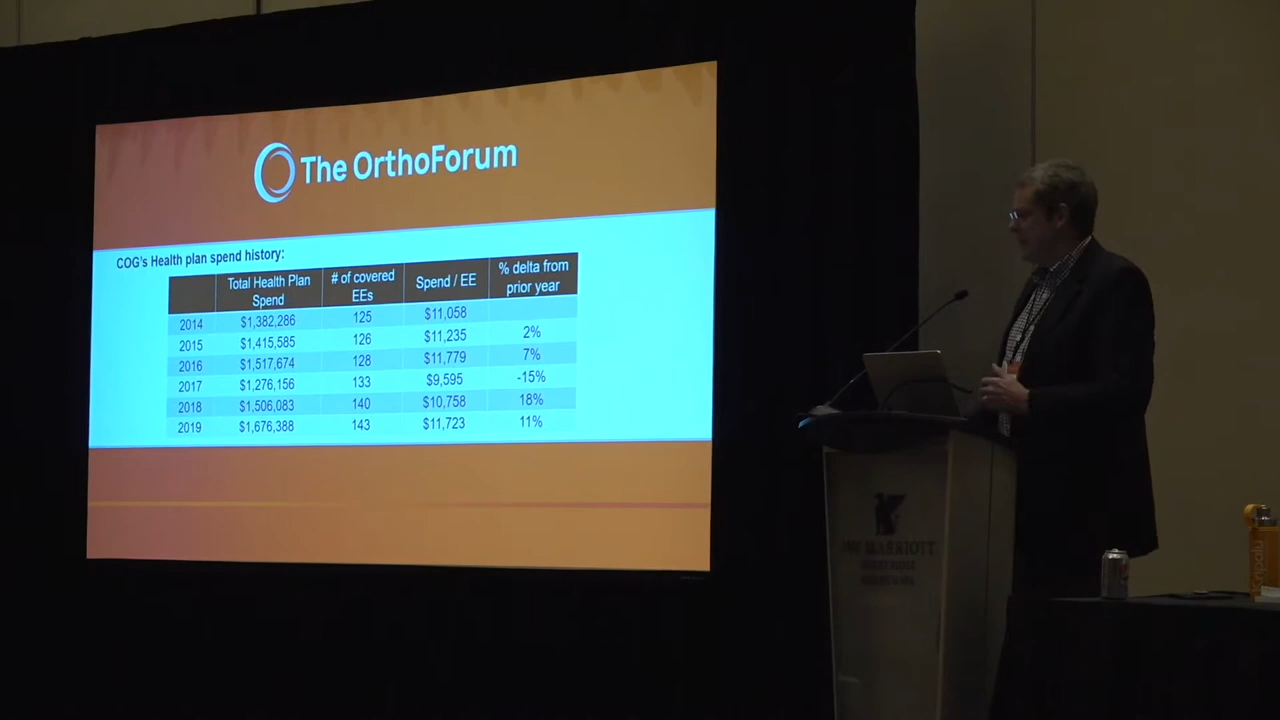 The OrthoForum
COG's Health plan spend history:
Total Health Plan Spend # of covered EEs Spend / EE % delta from prior year
2014 $1,382,286 125 $11,058
2015 $1,415,585 126 $11,235 2%
2016 $1,517,674 128 $11,779 7%
2017 $1,276,156 133 $9,595 -15%
2018 $1,506,083 140 $10,758 18%
2019 $1,676,388 143 $11,723 11%
JW MARRIOTT
Kripalu